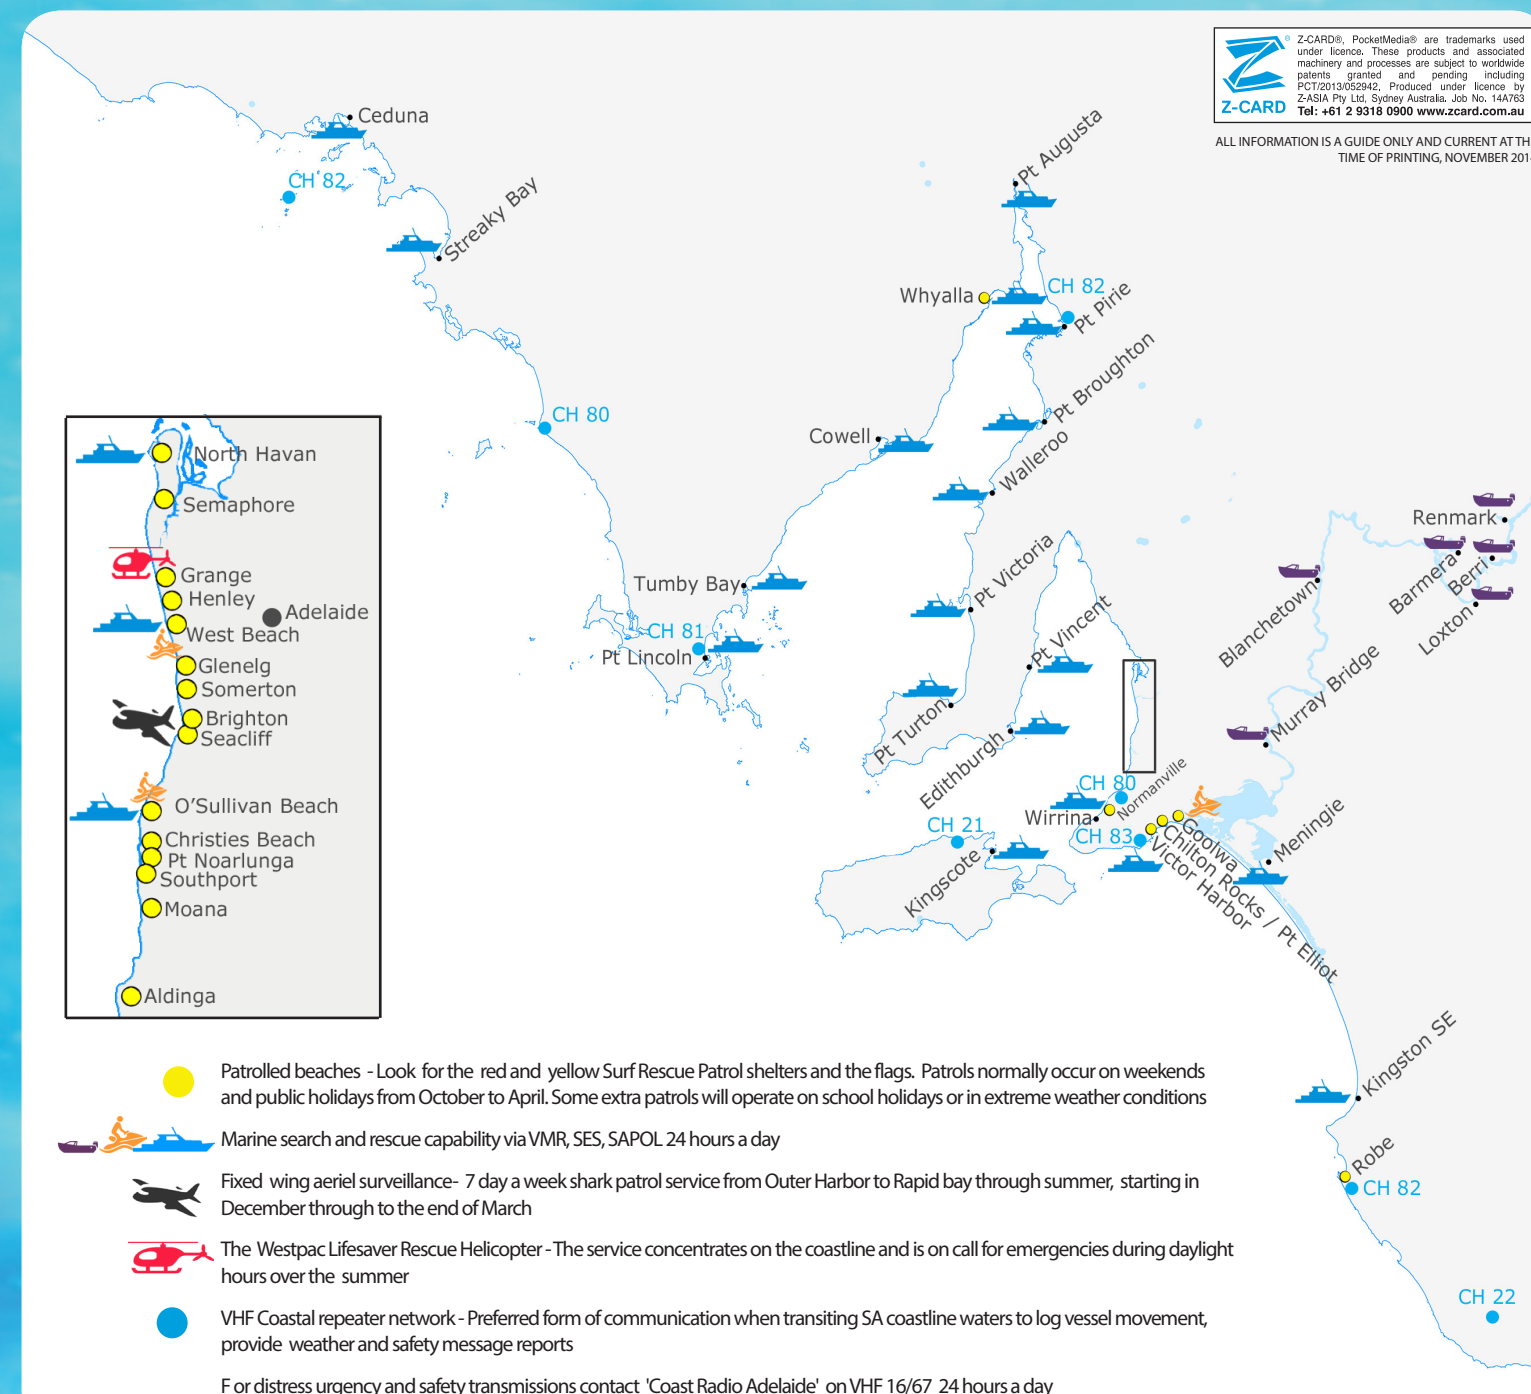 Z-CARD®, PocketMedia® are trademarks used
under licence. These products and associated
machinery and processes are subject to worldwide
patents granted and pending including
PCT/2013/052942, Produced under licence by
Z-ASIA Pty Ltd, Sydney Australia. Job No. 14A763
Z-CARD
Tel: +61 2 9318 0900 www.zcard.com.au
ALL INFORMATION IS A GUIDE ONLY AND CURRENT AT
TIME OF PRINTING, NOVEMBER
Ceduna
CH 82
Streaky Bay
Pt Augusta
Whyalla
CH 82
Pt Pirie
Pt Broughton
CH 80
Cowell
Walleroo
Renmark
Barmera
Berri
Loxton
Blanchetown
Murray Bridge
Tumby Bay
CH 81
Pt Lincoln
Pt Victoria
Pt Vincent
Pt Turton
Edithburgh
CH 80
Normanville
Wirrina
CH 83
CH 21
Kingscote
Goolwa
Chilton Rocks / Pt Elliot
Victor Harbor
Meningie
Kingston SE
Robe
CH 82
CH 22
North Havan
Semaphore
Grange
Henley
Adelaide
West Beach
Glenelg
Somerton
Brighton
Seacliff
O'Sullivan Beach
Christies Beach
Pt Noarlunga
Southport
Moana
Aldinga
Patrolled beaches - Look for the red and yellow Surf Rescue Patrol shelters and the flags. Patrols normally occur on weekends
and public holidays from October to April. Some extra patrols will operate on school holidays or in extreme weather conditions
Marine search and rescue capability via VMR, SES, SAPOL 24 hours a day
Fixed wing aeriel surveillance- 7 day a week shark patrol service from Outer Harbor to Rapid bay through summer, starting in
December through to the end of March
The Westpac Lifesaver Rescue Helicopter - The service concentrates on the coastline and is on call for emergencies during daylight
hours over the summer
VHF Coastal repeater network - Preferred form of communication when transiting SA coastline waters to log vessel movement,
provide weather and safety message reports
F or distress urgency and safety transmissions contact 'Coast Radio Adelaide' on VHF 16/67 24 hours a day